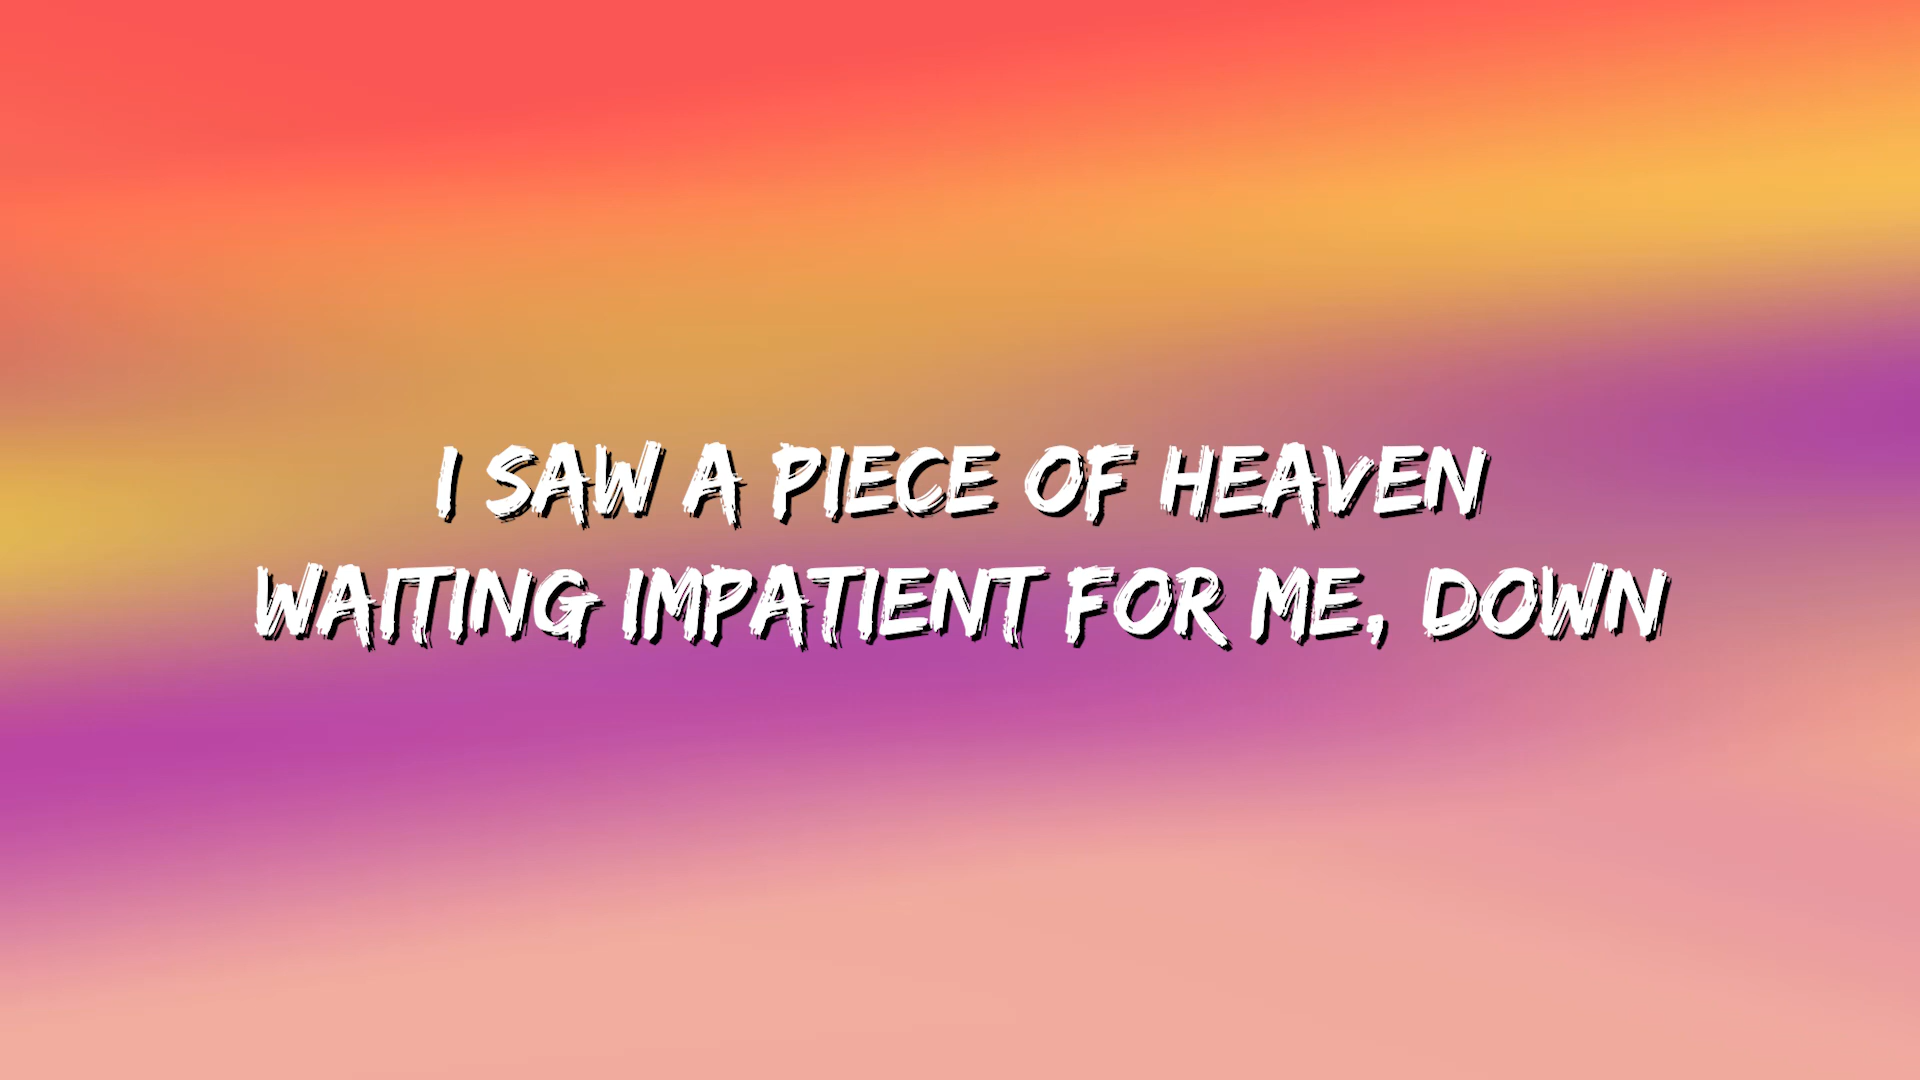 I SAW A PIECE OF HEAVEN
WAITING IMPATIENT FOR ME, DOWN